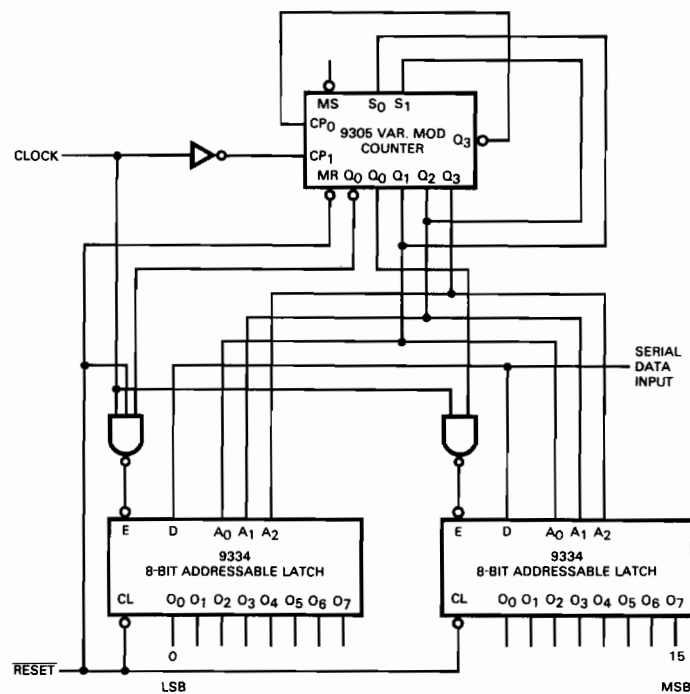 MS S0 S1
CP0
9305 VAR. MOD
COUNTER
Q3
CLOCK
CP1
MR Q0 Q0 Q1 Q2 Q3
SERIAL
DATA
INPUT
E D A0 A1 A2
9334
8-BIT ADDRESSABLE LATCH
CL O0 O1 O2 O3 O4 O5 O6 O7
E D A0 A1 A2
9334
8-BIT ADDRESSABLE LATCH
CL O0 O1 O2 O3 O4 O5 O6 O7
0
15
RESET
LSB
MSB